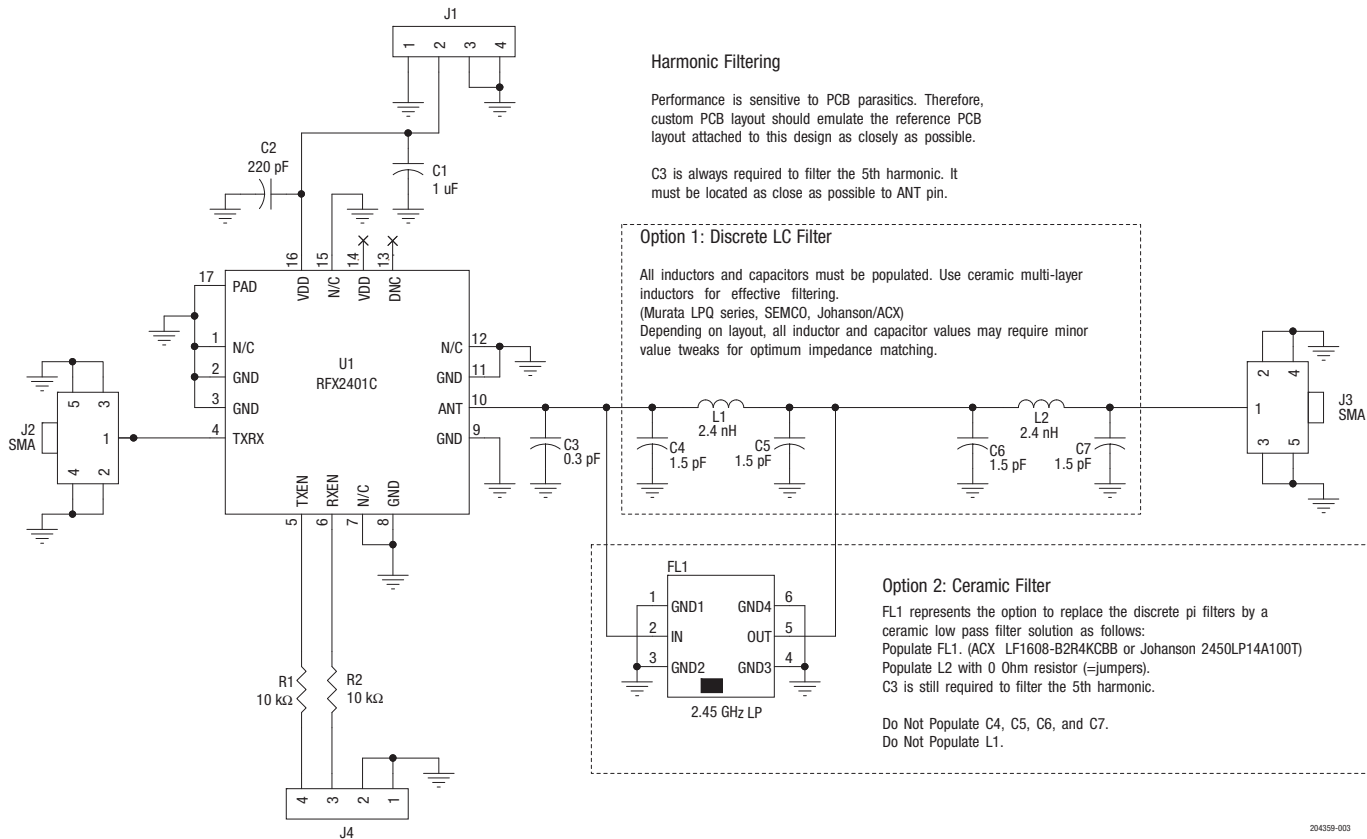 J1
1 2 3 4
Harmonic Filtering
Performance is sensitive to PCB parasitics. Therefore,
custom PCB layout should emulate the reference PCB
layout attached to this design as closely as possible.
C3 is always required to filter the 5th harmonic. It
must be located as close as possible to ANT pin.
C2
220 pF
C1
1 uF
16 15 14 13
VDD N/C VDD DNC
17 PAD
1 N/C
2 GND
3 GND
4 TXRX
U1
RFX2401C
N/C 12
GND 11
ANT 10
GND 9
TXEN RXEN N/C GND
5 6 7 8
J2
SMA
5 3
1
4 2
Option 1: Discrete LC Filter
All inductors and capacitors must be populated. Use ceramic multi-layer
inductors for effective filtering.
(Murata LPQ series, SEMCO, Johanson/ACX)
Depending on layout, all inductor and capacitor values may require minor
value tweaks for optimum impedance matching.
C3
0.3 pF
C4
1.5 pF
L1
2.4 nH
C5
1.5 pF
C6
1.5 pF
L2
2.4 nH
C7
1.5 pF
2 4
1
3 5
J3
SMA
FL1
1 GND1
2 IN
3 GND2
GND4 6
OUT 5
GND3 4
2.45 GHz LP
Option 2: Ceramic Filter
FL1 represents the option to replace the discrete pi filters by a
ceramic low pass filter solution as follows:
Populate FL1. (ACX LF1608-B2R4KCBB or Johanson 2450LP14A100T)
Populate L2 with 0 Ohm resistor (=jumpers).
C3 is still required to filter the 5th harmonic.
Do Not Populate C4, C5, C6, and C7.
Do Not Populate L1.
R1
10 kΩ
R2
10 kΩ
4 3 2 1
J4
204359-003